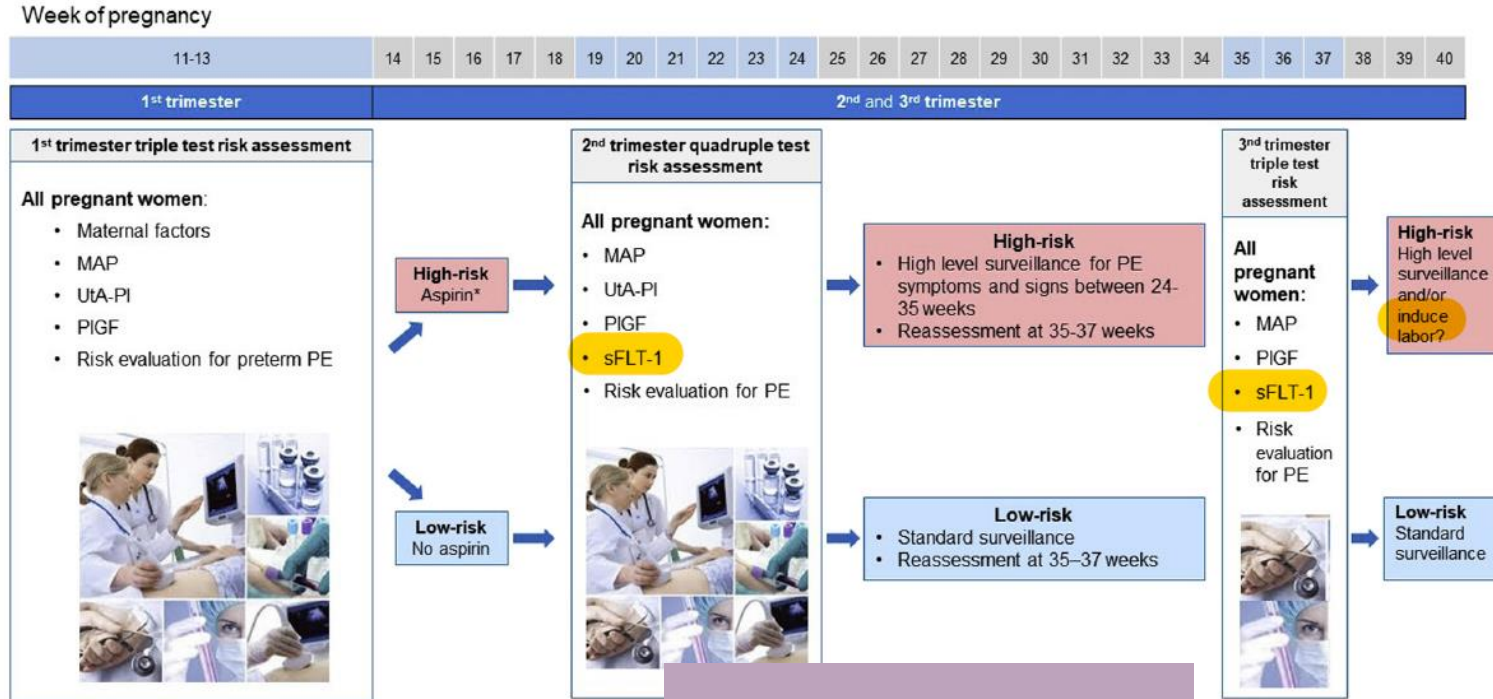 Week of pregnancy
11-13 14 15 16 17 18 19 20 21 22 23 24 25 26 27 28 29 30 31 32 33 34 35 36 37 38 39 40
1st trimester
2nd and 3rd trimester
1st trimester triple test risk assessment
All pregnant women:
• Maternal factors
• MAP
• UtA-PI
• PlGF
• Risk evaluation for preterm PE
High-risk
Aspirin*
Low-risk
No aspirin
2nd trimester quadruple test
risk assessment
All pregnant women:
• MAP
• UtA-PI
• PlGF
• sFLT-1
• Risk evaluation for PE
High-risk
• High level surveillance for PE
symptoms and signs between 24-
35 weeks
• Reassessment at 35-37 weeks
Low-risk
• Standard surveillance
• Reassessment at 35–37 weeks
3nd trimester
triple test
risk
assessment
All
pregnant
women:
• MAP
• PlGF
• sFLT-1
• Risk
evaluation
for PE
High-risk
High level
surveillance
and/or
induce
labor?
Low-risk
Standard
surveillance